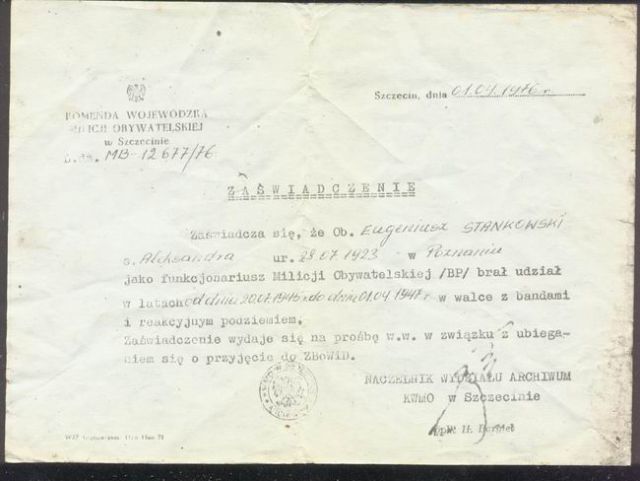 Szczecin, dnia 01.04.1976 r.
KOMENDA WOJEWÓDZKA
MILICJI OBYWATELSKIEJ
w Szczecinie
L.dz. MB-12677/76
ZAŚWIADCZENIE
Zaświadcza się, że Ob. Eugeniusz STANKOWSKI
s. Aleksandra ur. 29.07.1923 w Poznaniu
jako funkcjonariusz Milicji Obywatelskiej /BP/ brał udział
w latach od dnia 20.07.1945 r. do dnia 01.04 1947 r. w walce z bandami
i reakcyjnym podziemiem.
Zaświadczenie wydaje się na prośbę w.w. w związku z ubiega-
niem się o przyjęcie do ZBoWiD.
NACZELNIK WYDZIAŁU ARCHIWUM
KWMO w Szczecinie